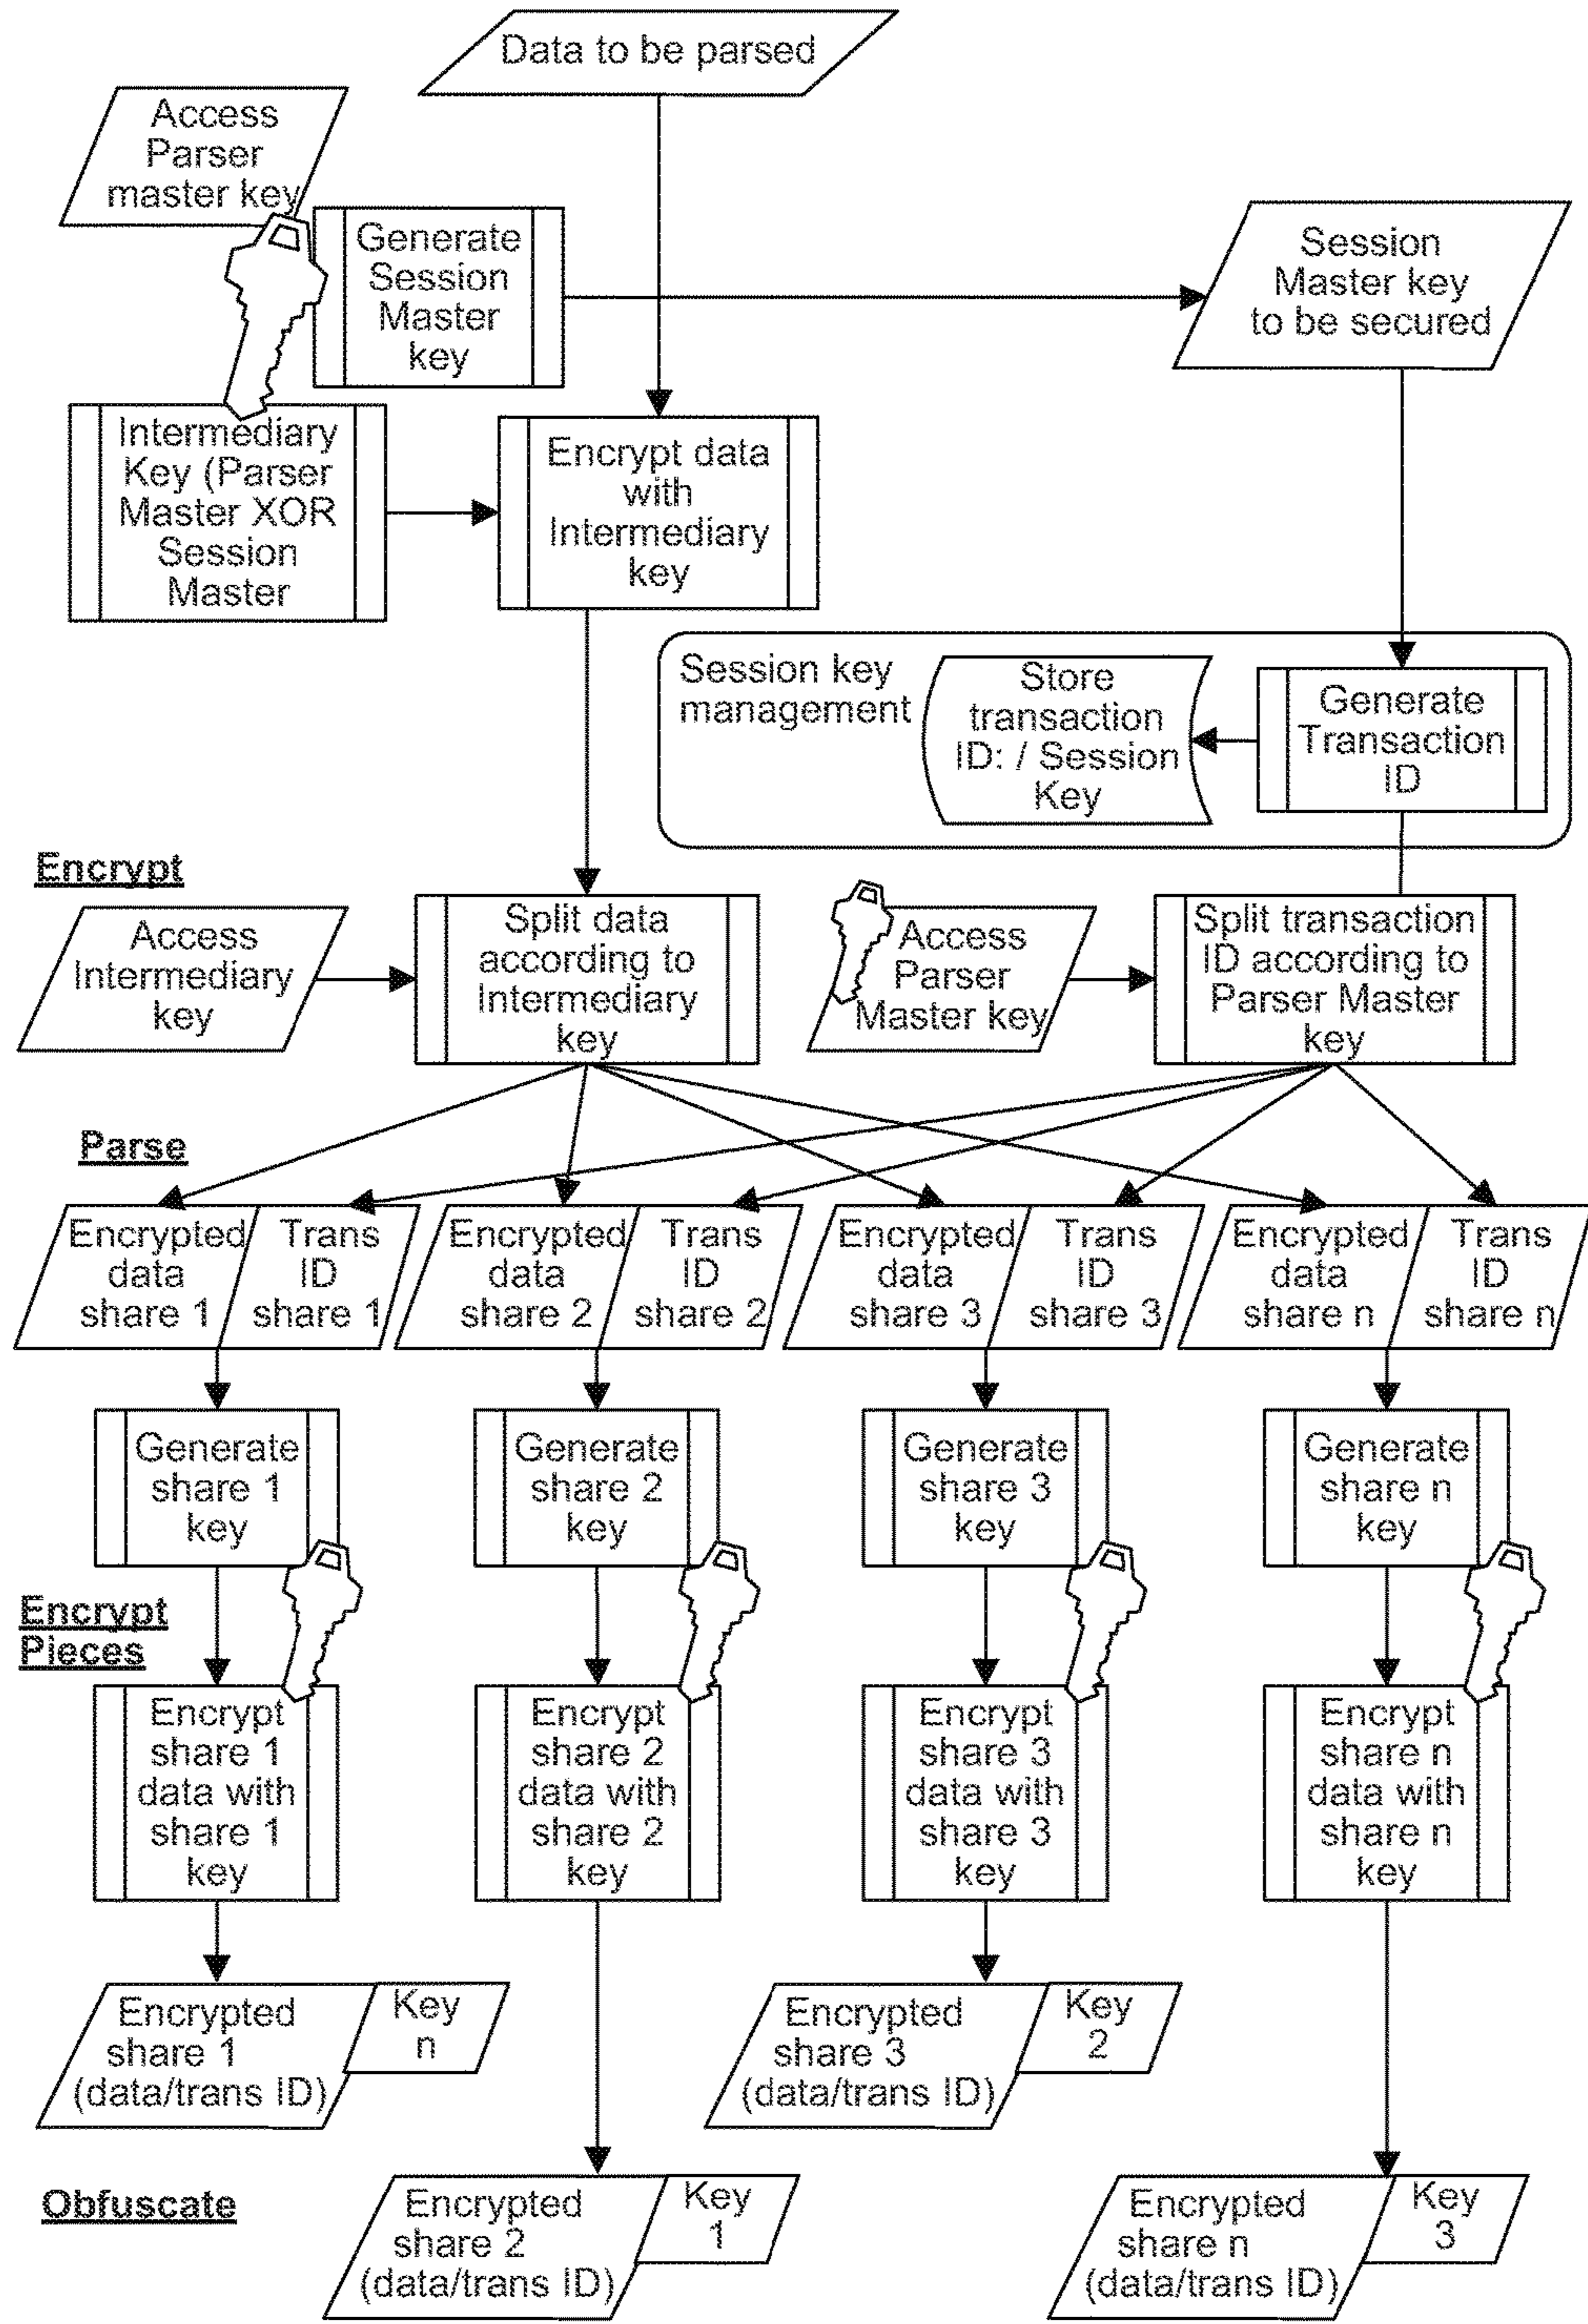 Data to be parsed
Access
Parser
master key
Generate
Session
Master
key
Session
Master key
to be secured
Intermediary
Key (Parser
Master XOR
Session
Master
Encrypt data
with
Intermediary
key
Session key
management
Store
transaction
ID: / Session
Key
Generate
Transaction
ID
Encrypt
Access
Intermediary
key
Split data
according to
Intermediary
key
Access
Parser
Master key
Split transaction
ID according to
Parser Master
key
Parse
Encrypted
data
share 1
Trans
ID
share 1
Encrypted
data
share 2
Trans
ID
share 2
Encrypted
data
share 3
Trans
ID
share 3
Encrypted
data
share n
Trans
ID
share n
Generate
share 1
key
Generate
share 2
key
Generate
share 3
key
Generate
share n
key
Encrypt
Pieces
Encrypt
share 1
data with
share 1
key
Encrypt
share 2
data with
share 2
key
Encrypt
share 3
data with
share 3
key
Encrypt
share n
data with
share n
key
Encrypted
share 1
(data/trans ID)
Key
n
Encrypted
share 3
(data/trans ID)
Key
2
Obfuscate
Encrypted
share 2
(data/trans ID)
Key
1
Encrypted
share n
(data/trans ID)
Key
3